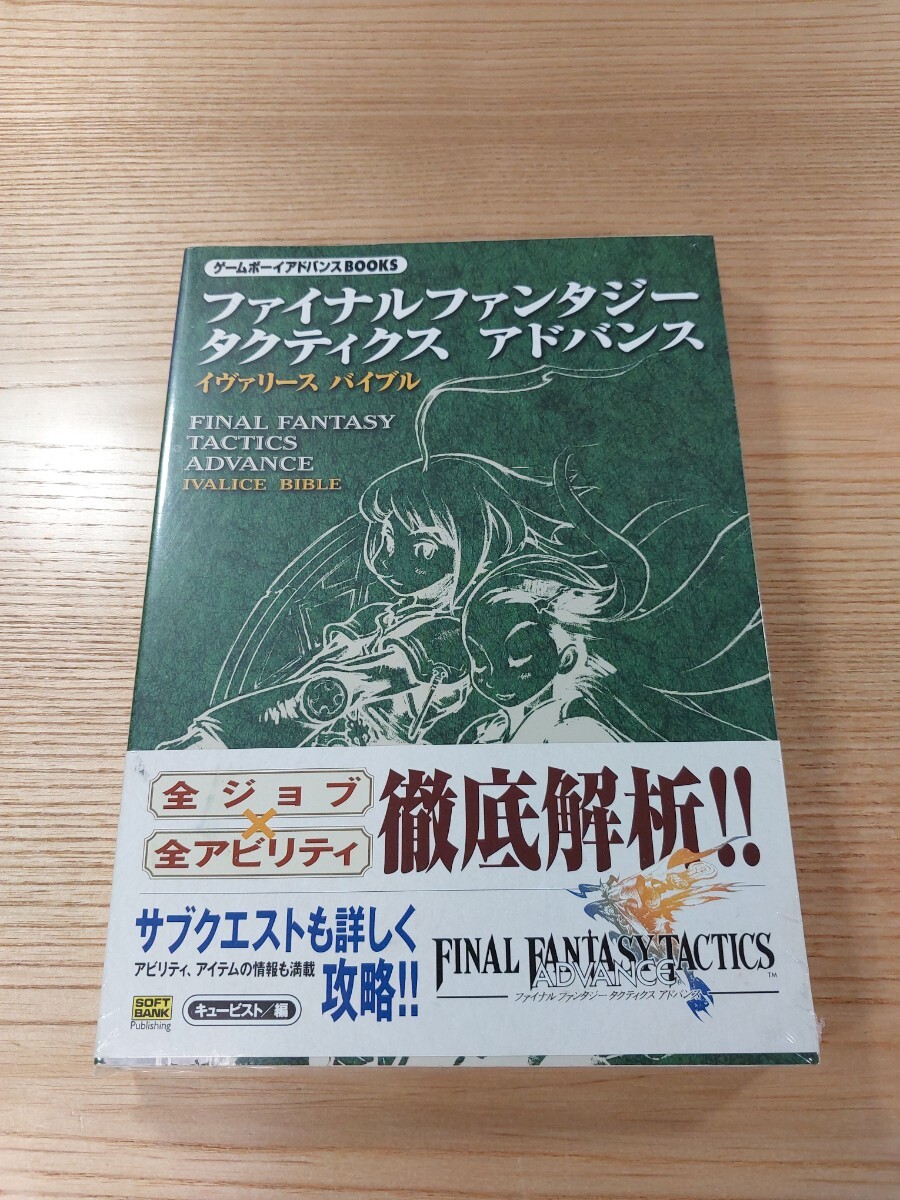 ゲームボーイアドバンスBOOKS
ファイナルファンタジー
タクティクス アドバンス
イヴァリース バイブル
FINAL FANTASY
TACTICS
ADVANCE
IVALICE BIBLE
全ジョブ
×
全アビリティ
徹底解析!!
サブクエストも詳しく
アビリティ、アイテムの情報も満載
攻略!!
SOFT
BANK
Publishing
キュービスト／編
FINAL FANTASY TACTICS
ADVANCE
TM
ファイナルファンタジータクティクス アドバンス